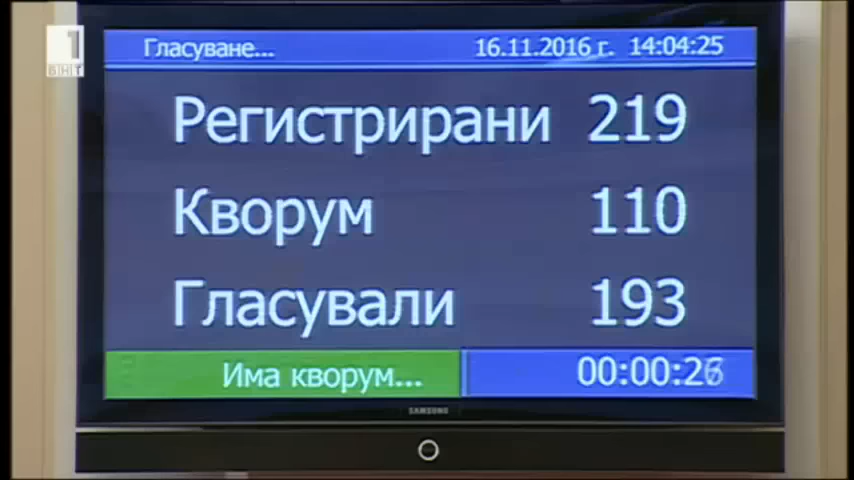 1
БНТ
Гласуване... 16.11.2016 г. 14:04:25
Регистрирани 219
Кворум 110
Гласували 193
Има кворум...
SAMSUNG